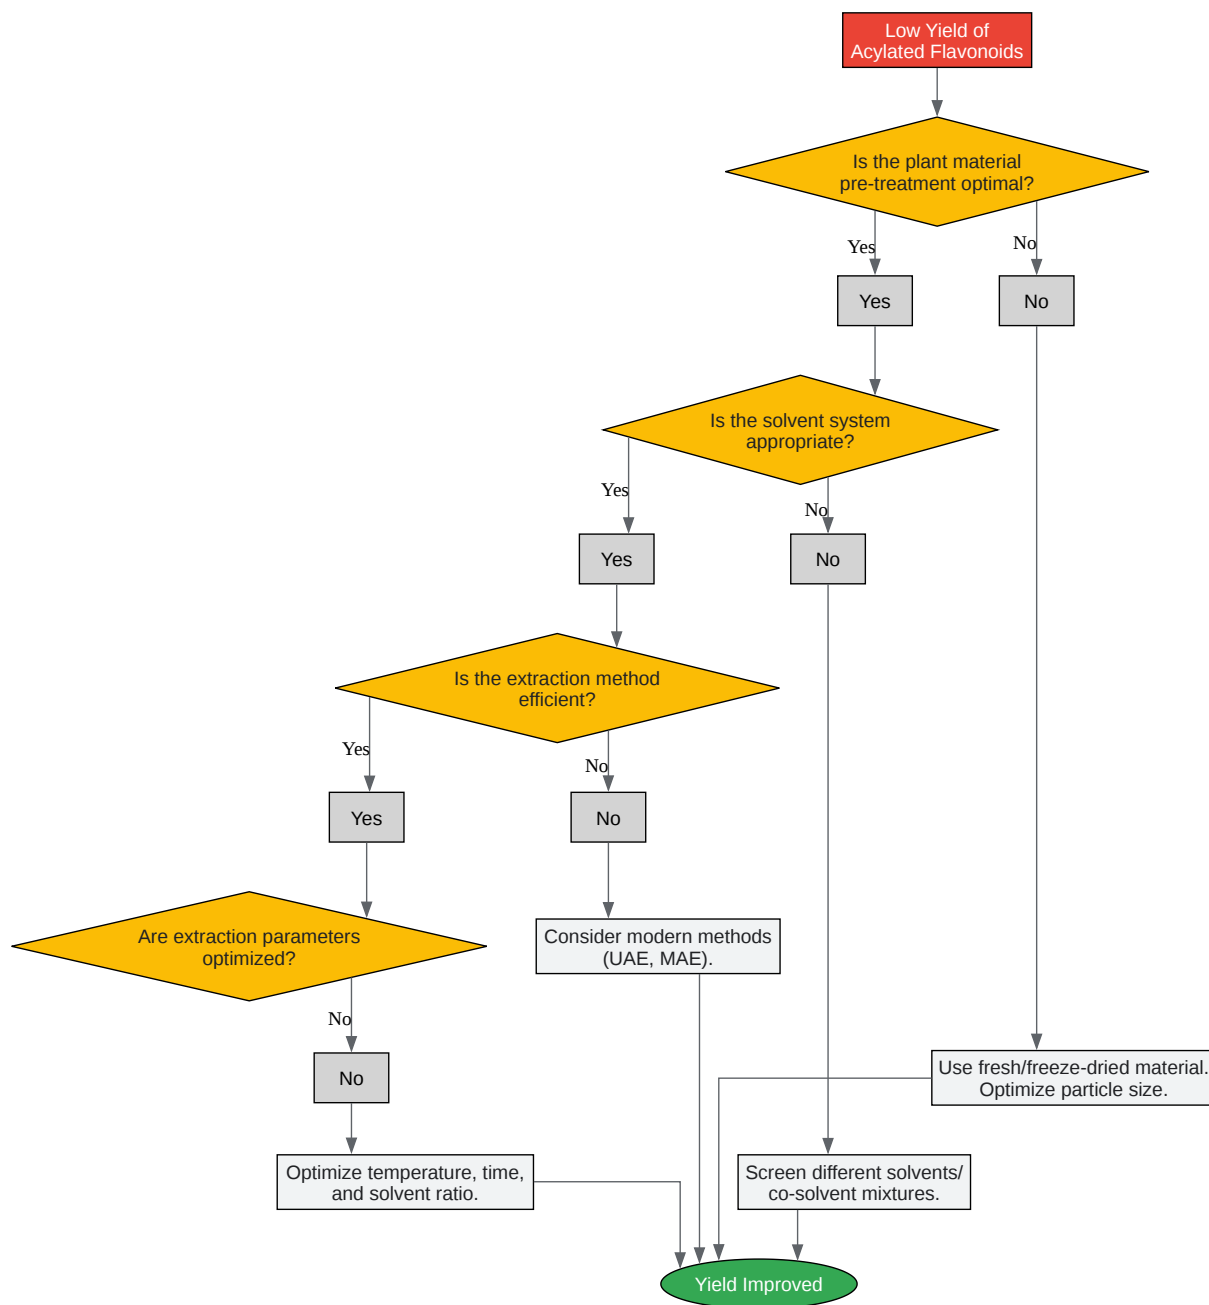 Low Yield of
Acylated Flavonoids
Is the plant material
pre-treatment optimal?
Yes
No
Yes
No
Is the solvent system
appropriate?
Yes
No
Yes
No
Is the extraction method
efficient?
Yes
No
Yes
No
Are extraction parameters
optimized?
Consider modern methods
(UAE, MAE).
No
No
Use fresh/freeze-dried material.
Optimize particle size.
Optimize temperature, time,
and solvent ratio.
Screen different solvents/
co-solvent mixtures.
Yield Improved